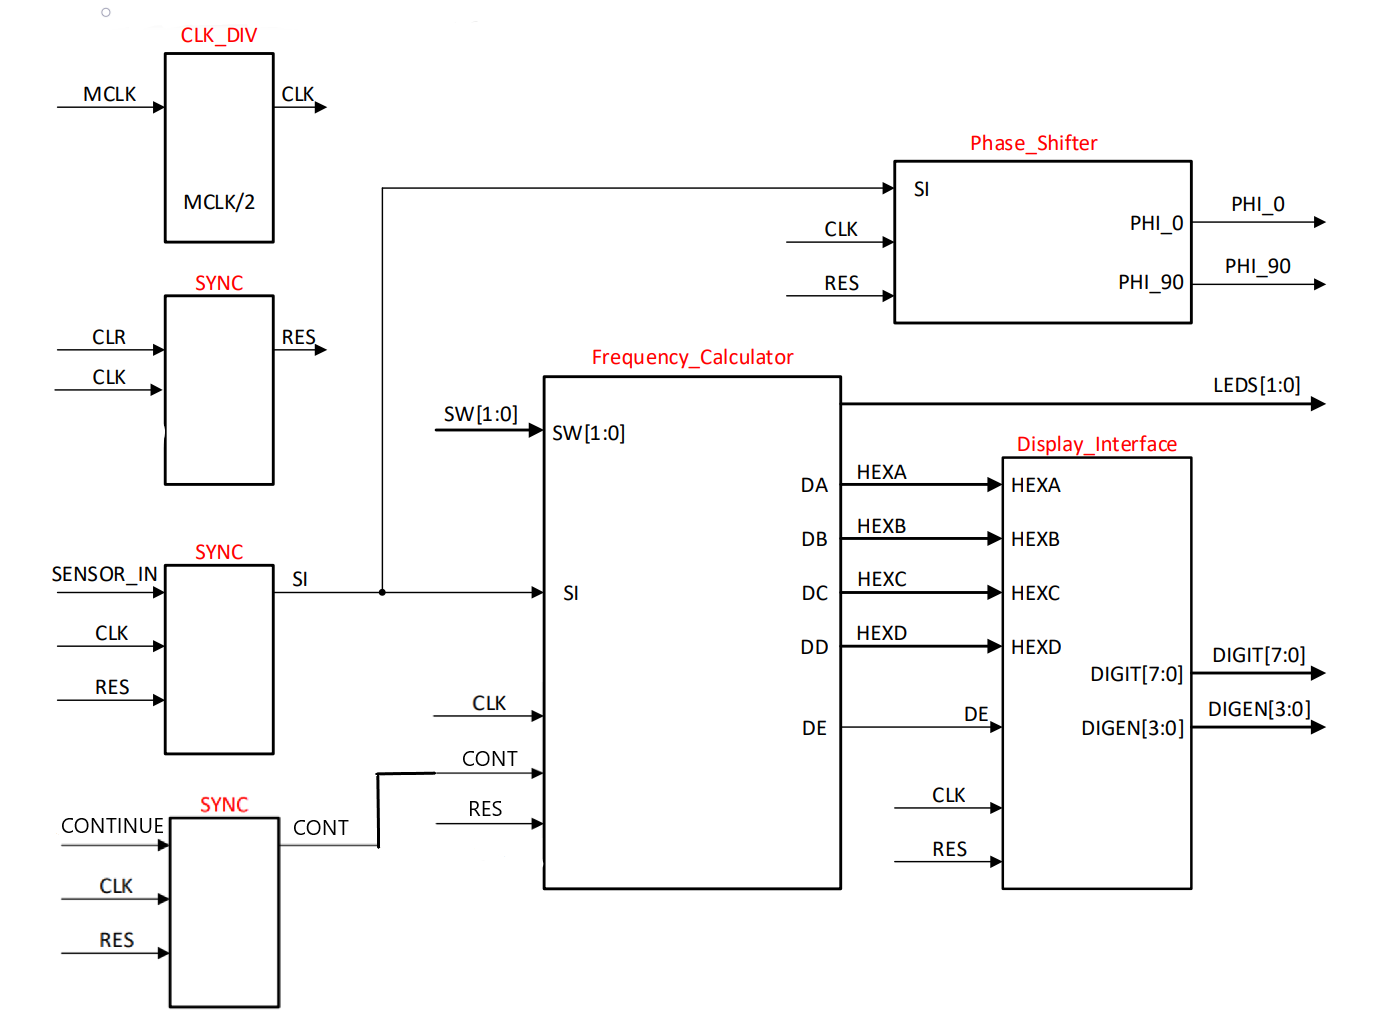 CLK_DIV
MCLK
CLK
MCLK/2
Phase_Shifter
SI
CLK
RES
PHI_0
PHI_0
PHI_90
PHI_90
SYNC
CLR
RES
CLK
Frequency_Calculator
SW[1:0]
SW[1:0]
LEDS[1:0]
Display_Interface
DA
HEXA
HEXA
DB
HEXB
HEXB
DC
HEXC
HEXC
DD
HEXD
HEXD
SYNC
SENSOR_IN
SI
SI
CLK
RES
CLK
CONT
RES
DE
DE
DIGIT[7:0]
DIGIT[7:0]
DIGEN[3:0]
DIGEN[3:0]
CLK
RES
SYNC
CONTINUE
CONT
CLK
RES